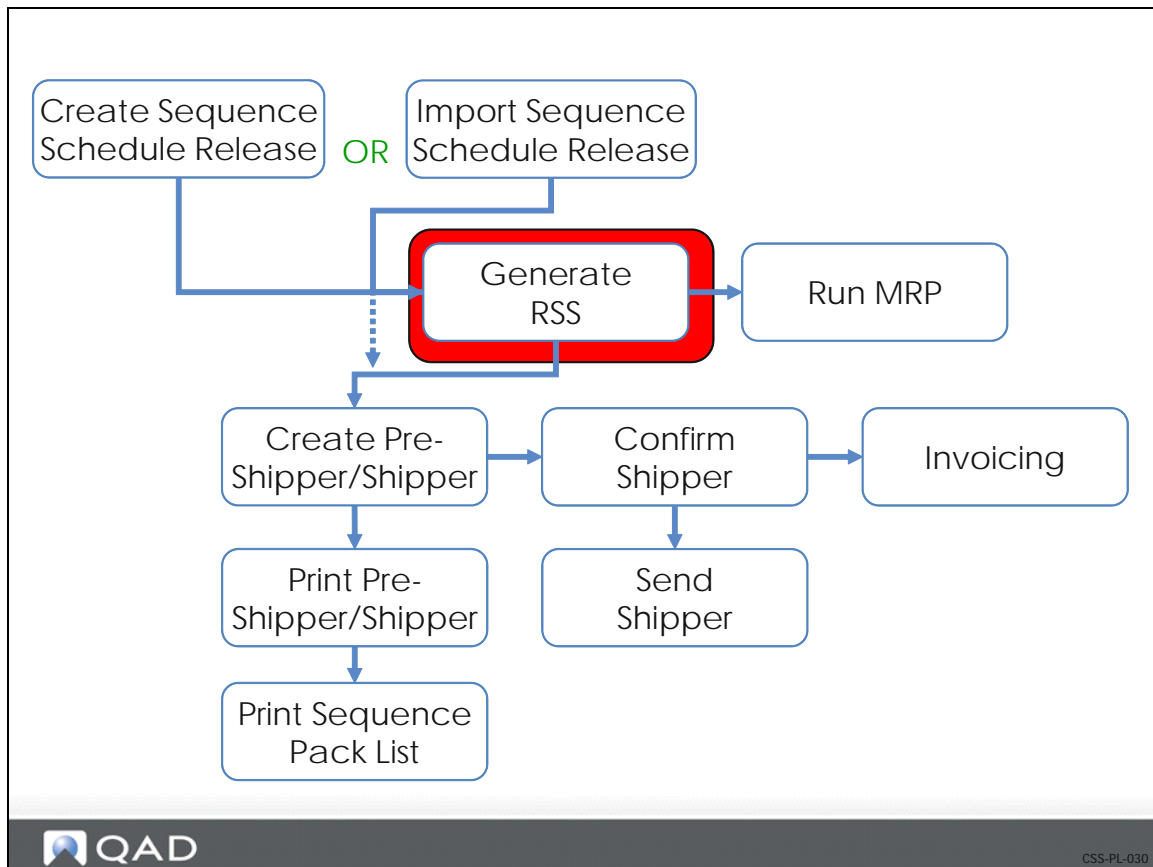 Create Sequence
Schedule Release
OR
Import Sequence
Schedule Release
Generate
RSS
Run MRP
Create Pre-
Shipper/Shipper
Confirm
Shipper
Invoicing
Print Pre-
Shipper/Shipper
Send
Shipper
Print Sequence
Pack List
QAD
CSS-PL-030